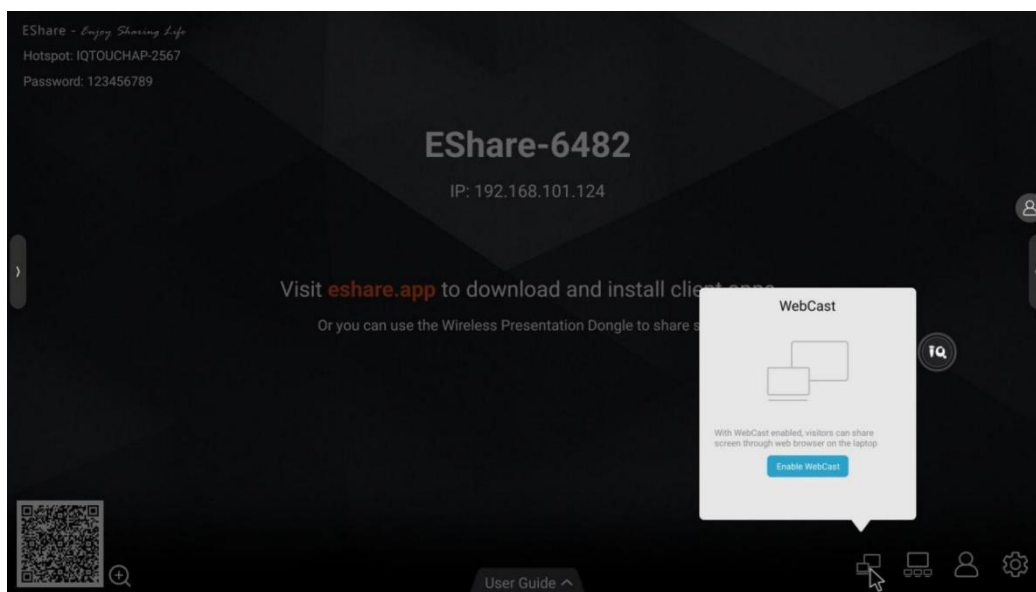 EShare - Enjoy Sharing Life
Hotspot: IQTOUCHAP-2567
Password: 123456789
EShare-6482
IP: 192.168.101.124
Visit eshare.app to download and install client apps
Or you can use the Wireless Presentation Dongle to share s
WebCast
With WebCast enabled, visitors can share
screen through web browser on the laptop
Enable WebCast
IQ
User Guide